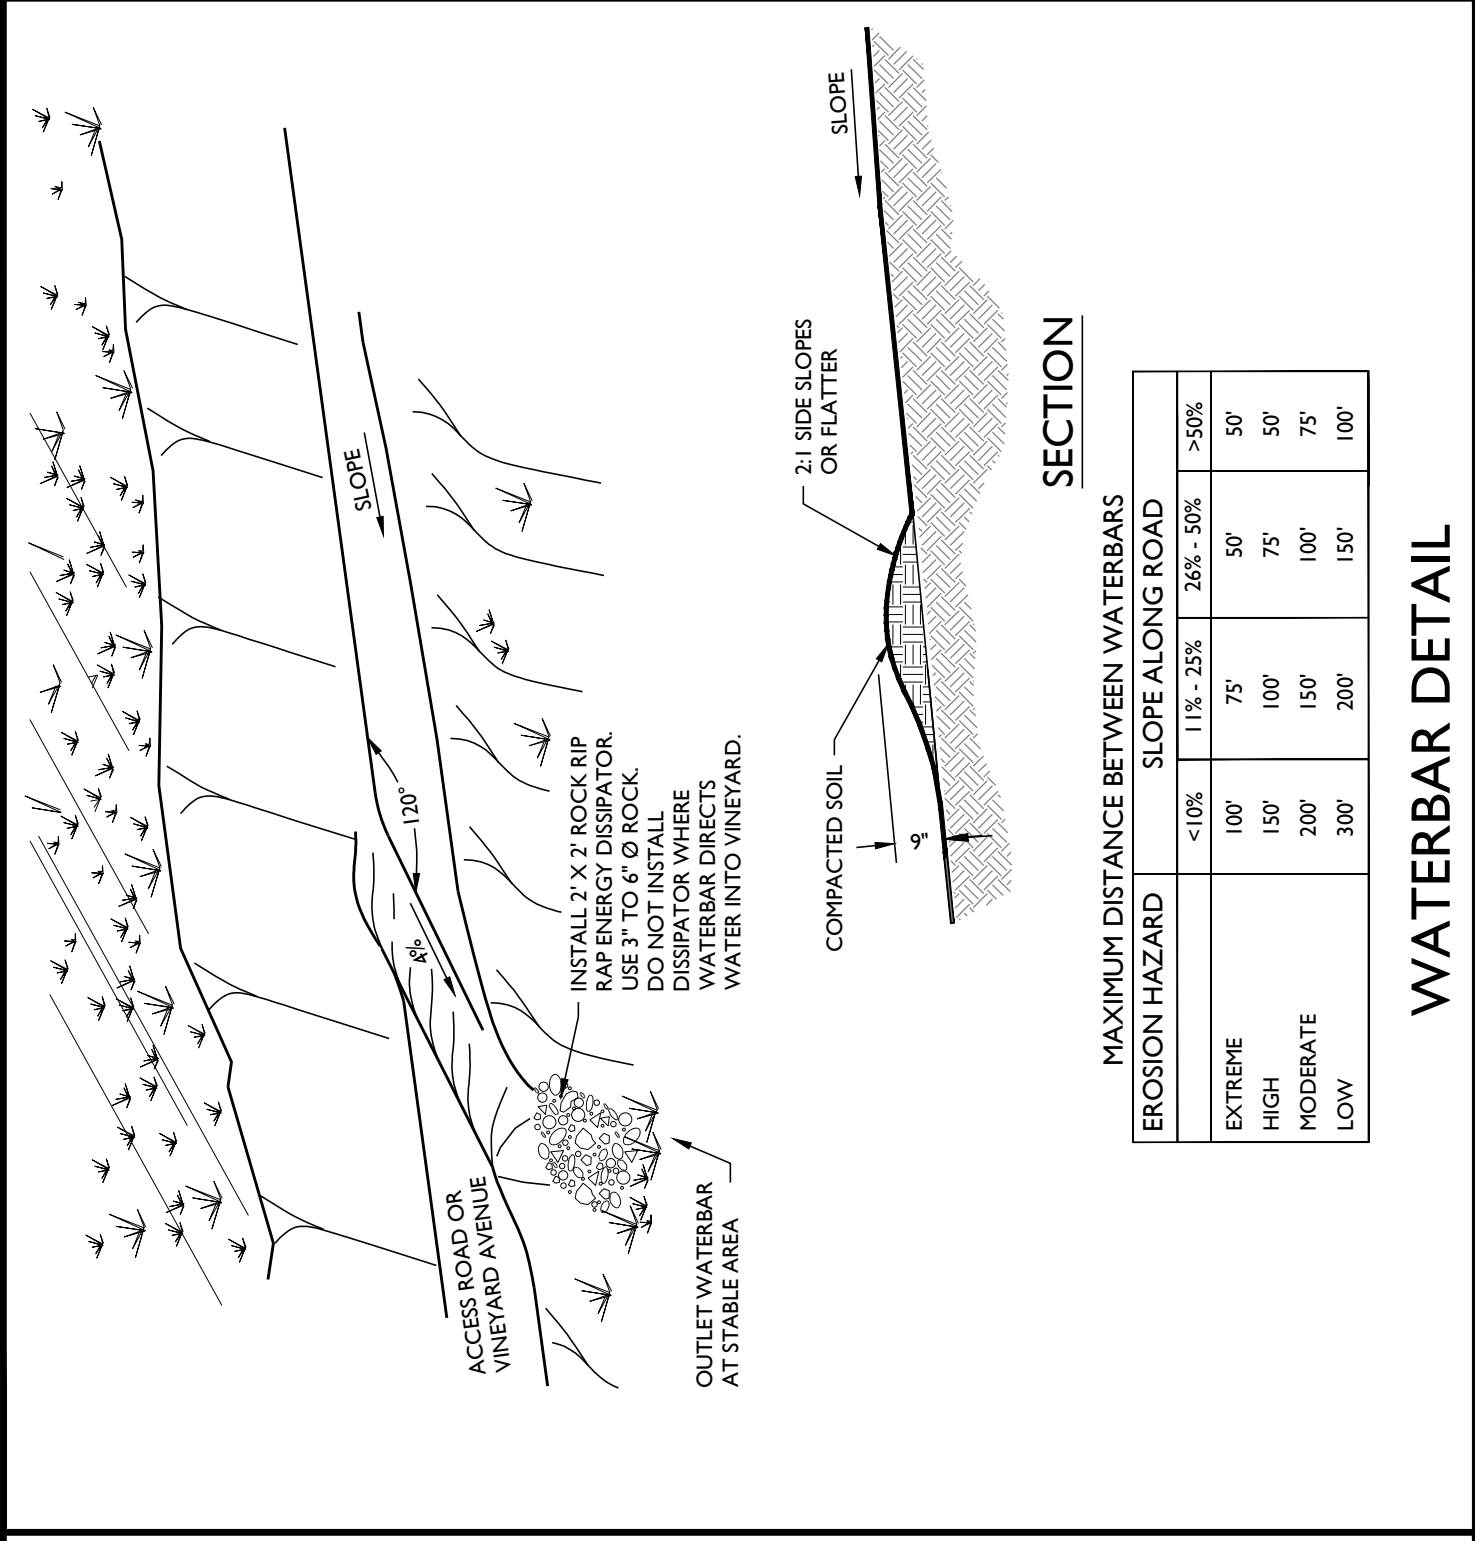 SLOPE
120°
4%
ACCESS ROAD OR
VINEYARD AVENUE
INSTALL 2' X 2' ROCK RIP
RAP ENERGY DISSIPATOR.
USE 3" TO 6" Ø ROCK.
DO NOT INSTALL
DISSIPATOR WHERE
WATERBAR DIRECTS
WATER INTO VINEYARD.
OUTLET WATERBAR
AT STABLE AREA
SLOPE
2:1 SIDE SLOPES
OR FLATTER
COMPACTED SOIL
9"
SECTION
MAXIMUM DISTANCE BETWEEN WATERBARS
EROSION HAZARD SLOPE ALONG ROAD
<10% 11% - 25% 26% - 50% >50%
EXTREME 100' 75' 50' 50'
HIGH 150' 100' 75' 50'
MODERATE 200' 150' 100' 75'
LOW 300' 200' 150' 100'
WATERBAR DETAIL